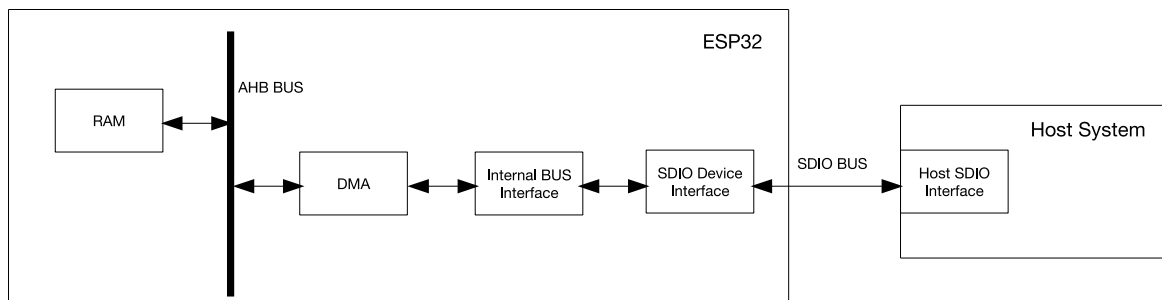 ESP32
AHB BUS
RAM
Host System
SDIO BUS
DMA
Internal BUS
Interface
SDIO Device
Interface
Host SDIO
Interface